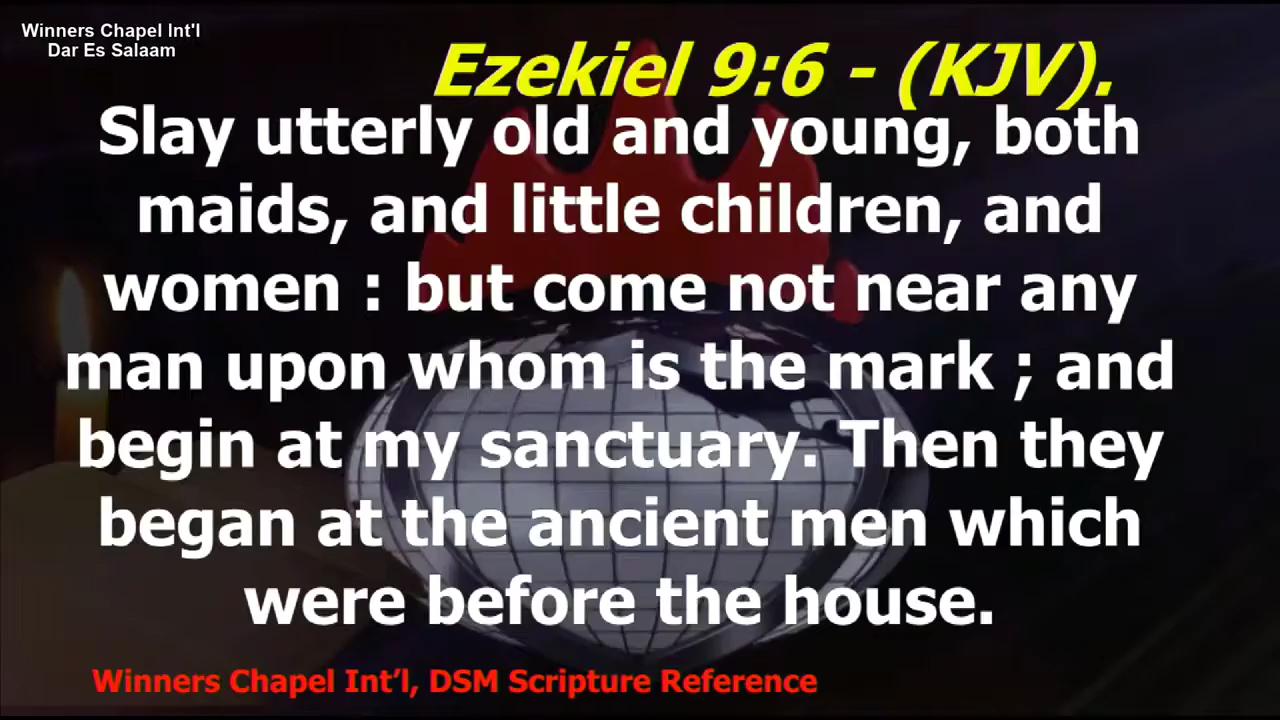 Winners Chapel Int'l
Dar Es Salaam
Ezekiel 9:6 - (KJV).
Slay utterly old and young, both
maids, and little children, and
women : but come not near any
man upon whom is the mark ; and
begin at my sanctuary. Then they
began at the ancient men which
were before the house.
Winners Chapel Int’l, DSM Scripture Reference